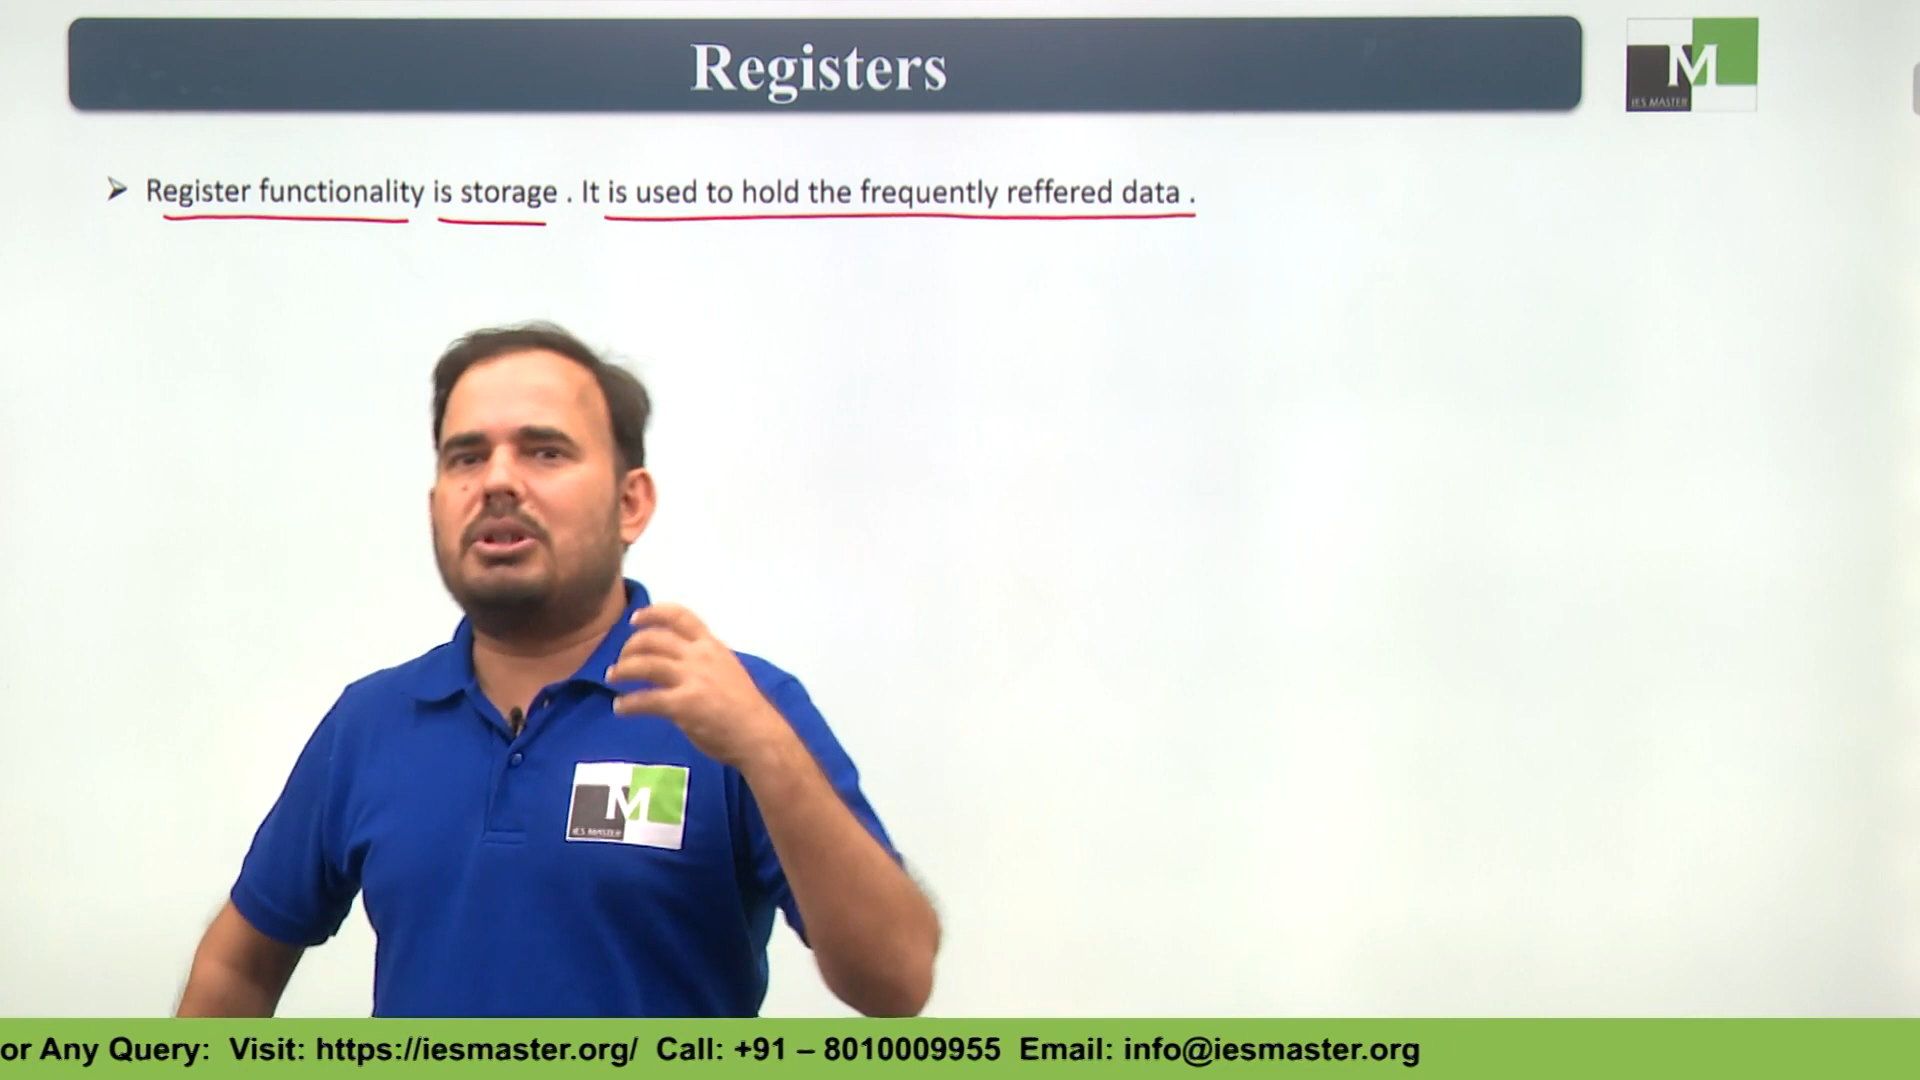 Registers
M
IES MASTER
➢ Register functionality is storage . It is used to hold the frequently reffered data .
M
IES MASTER
or Any Query: Visit: https://iesmaster.org/ Call: +91 – 8010009955 Email: info@iesmaster.org